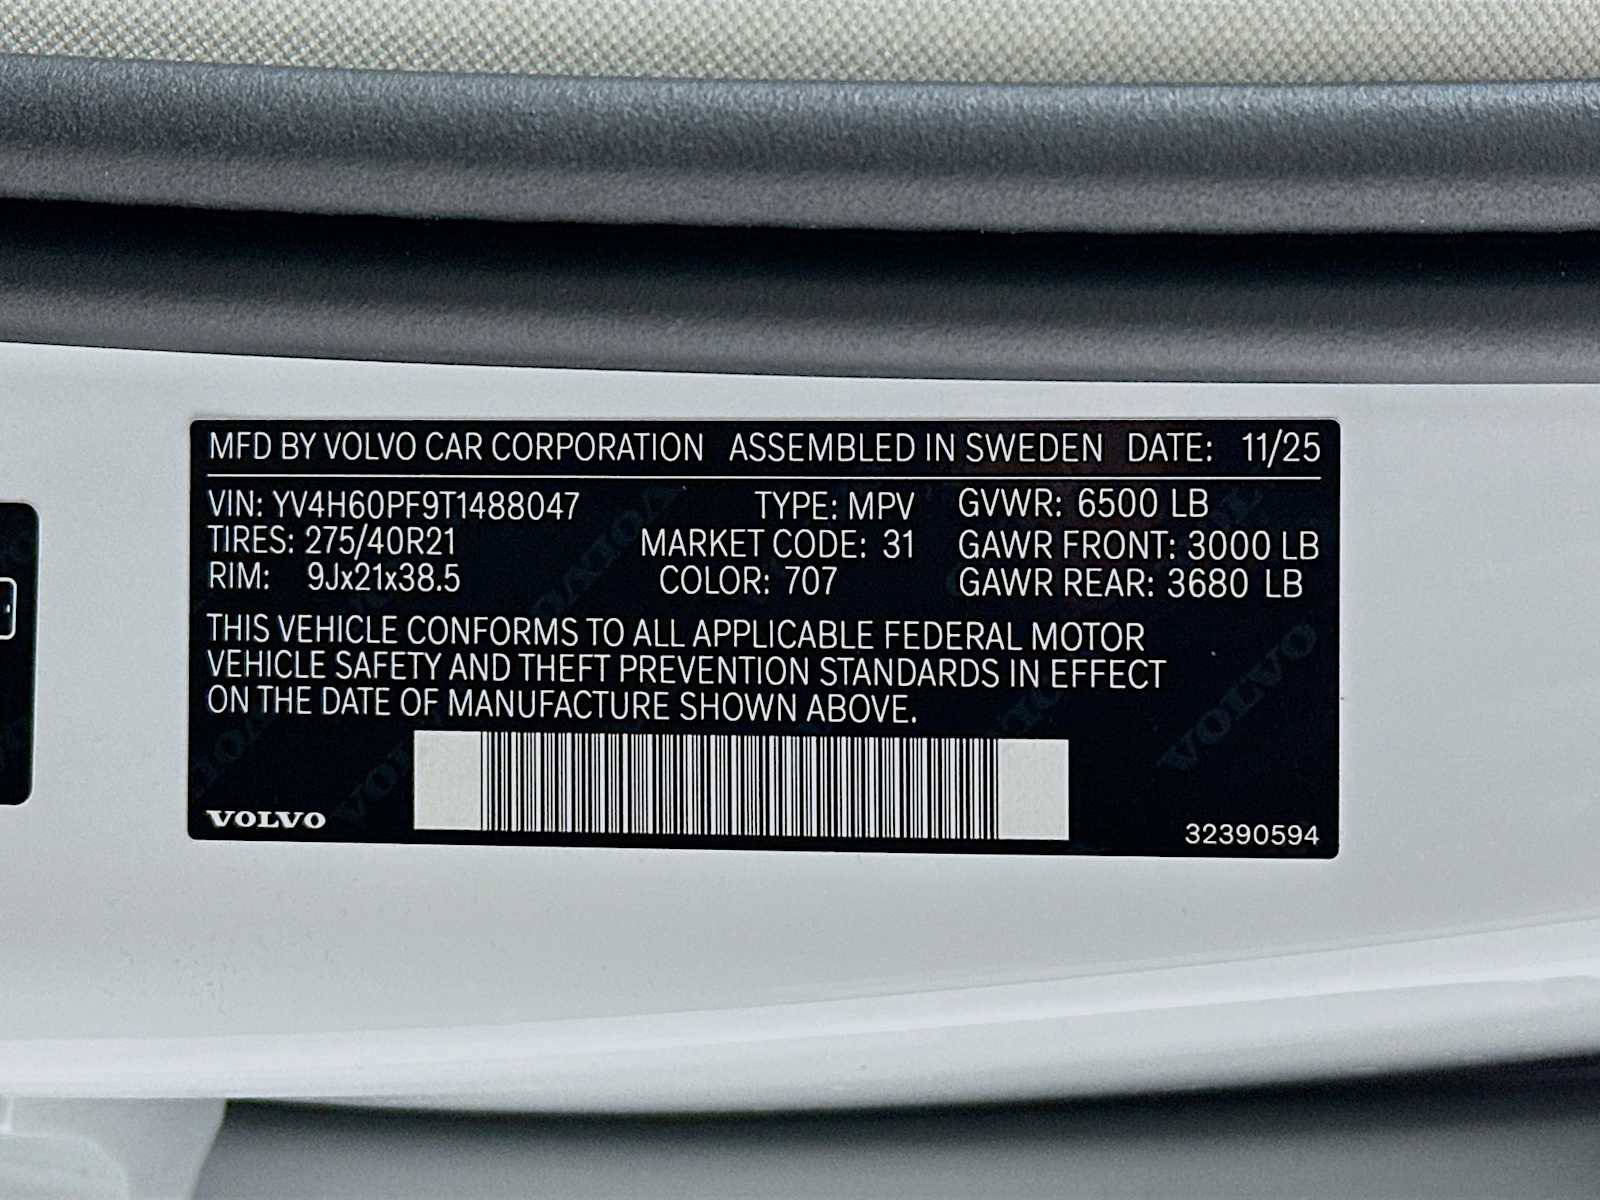 MFD BY VOLVO CAR CORPORATION ASSEMBLED IN SWEDEN DATE: 11/25
VIN: YV4H60PF9T1488047 TYPE: MPV GVWR: 6500 LB
TIRES: 275/40R21 MARKET CODE: 31 GAWR FRONT: 3000 LB
RIM: 9Jx21x38.5 COLOR: 707 GAWR REAR: 3680 LB
THIS VEHICLE CONFORMS TO ALL APPLICABLE FEDERAL MOTOR
VEHICLE SAFETY AND THEFT PREVENTION STANDARDS IN EFFECT
ON THE DATE OF MANUFACTURE SHOWN ABOVE.
VOLVO
32390594